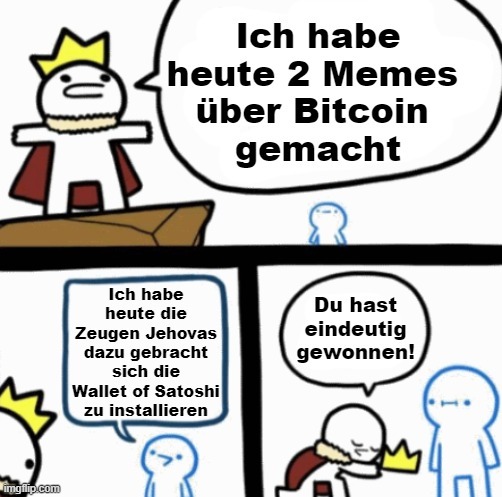 Ich habe
heute 2 Memes
über Bitcoin
gemacht
Ich habe
heute die
Zeugen Jehovas
dazu gebracht
sich die
Wallet of Satoshi
zu installieren
Du hast
eindeutig
gewonnen!
imgflip.com